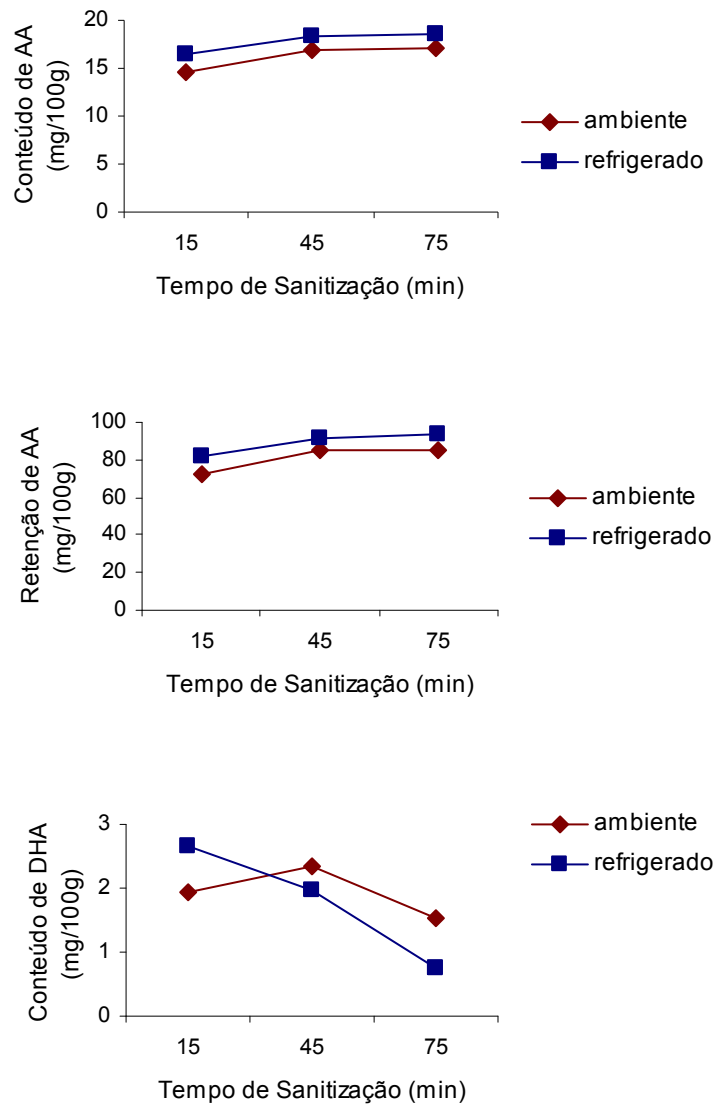 Conteúdo de AA
(mg/100g)
20
15
10
5
0
15 45 75
Tempo de Sanitização (min)
ambiente
refrigerado
Retenção de AA
(mg/100g)
100
80
60
40
20
0
15 45 75
Tempo de Sanitização (min)
ambiente
refrigerado
Conteúdo de DHA
(mg/100g)
3
2
1
0
15 45 75
Tempo de Sanitização (min)
ambiente
refrigerado